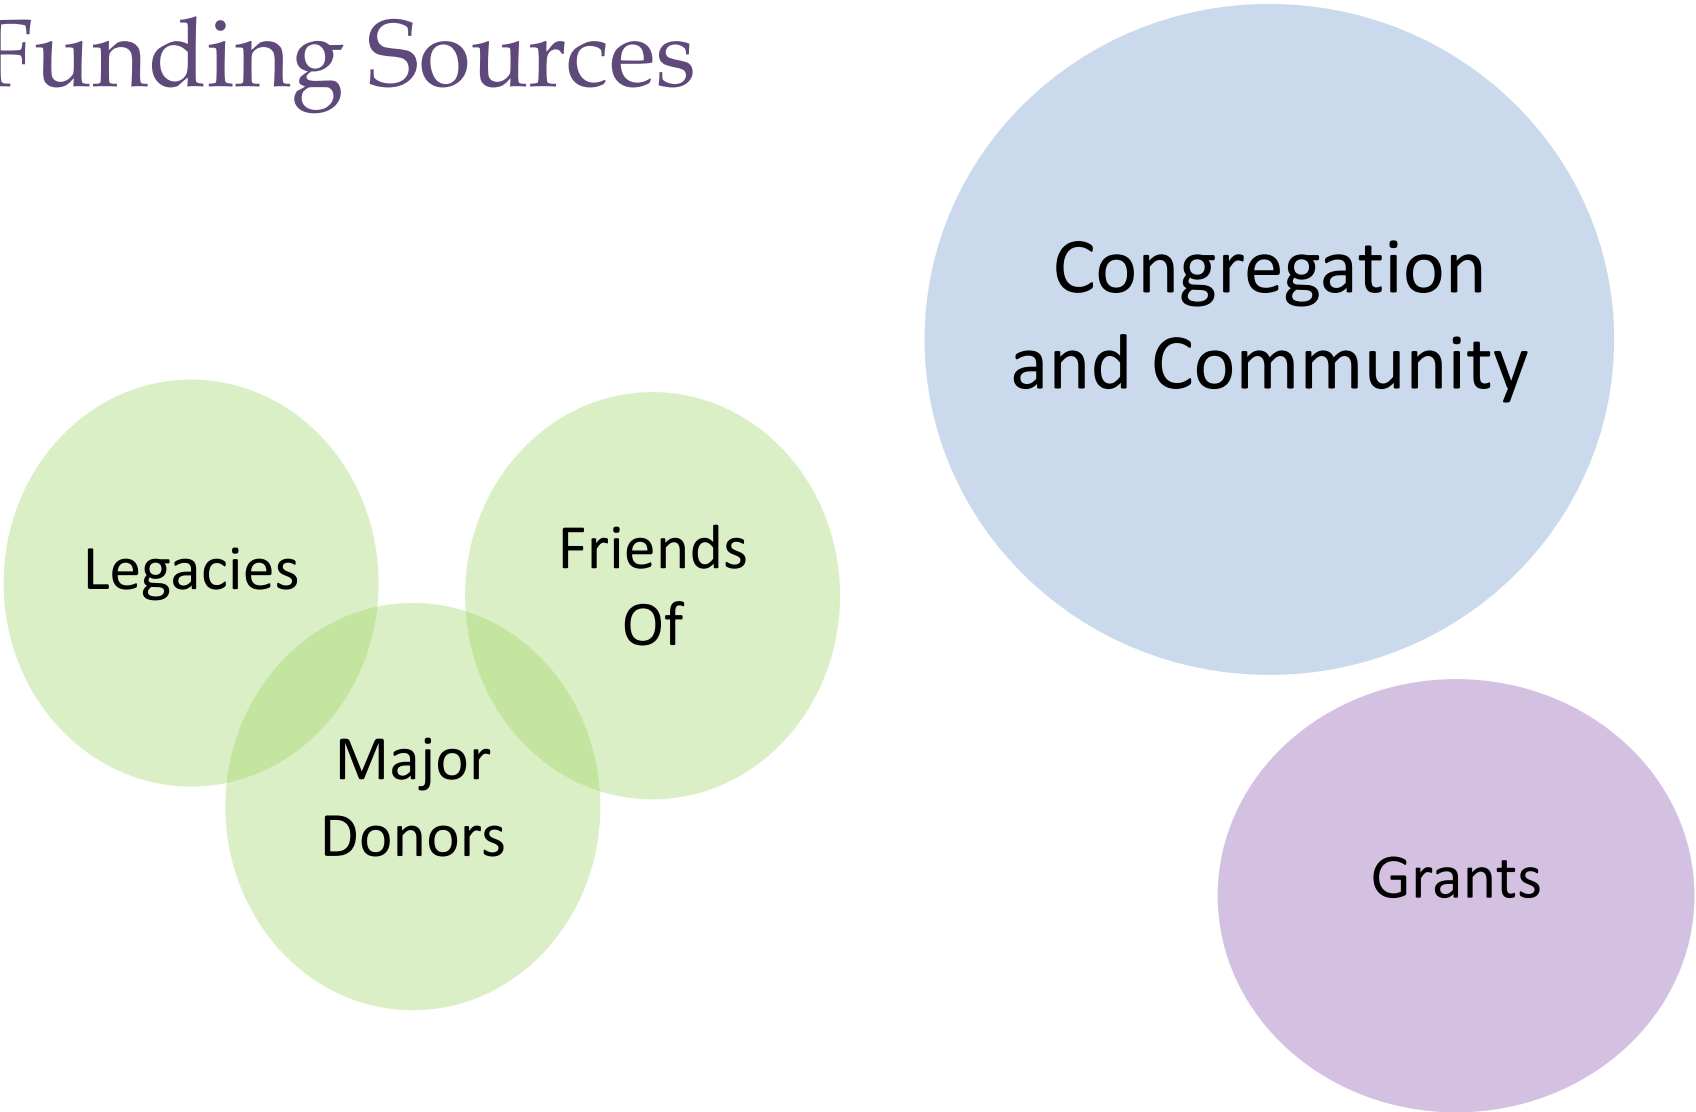 Funding Sources
Congregation
and Community
Legacies
Friends
Of
Major
Donors
Grants